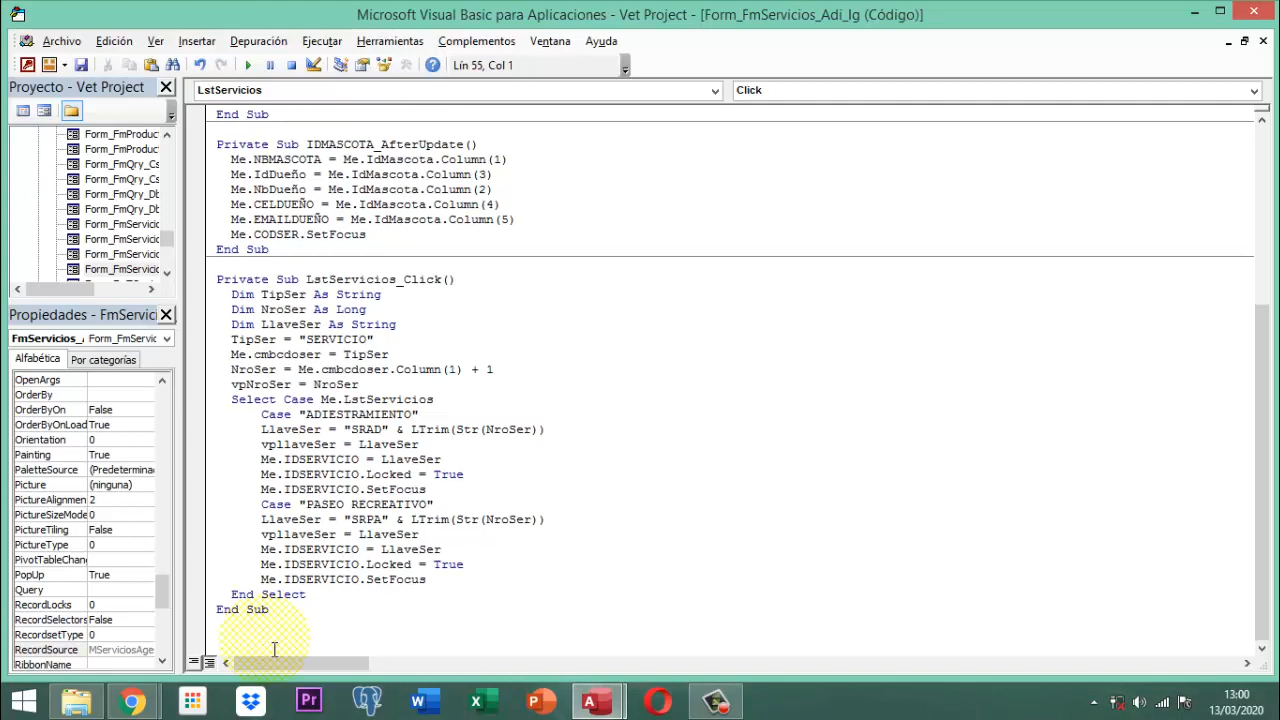 Microsoft Visual Basic para Aplicaciones - Vet Project - [Form_FmServicios_Adi_Ig (Código)]
Archivo Edición Ver Insertar Depuración Ejecutar Herramientas Complementos Ventana Ayuda
Lín 55, Col 1
Proyecto - Vet Project
LstServicios Click
Form_FmProduct
Form_FmProduct
Form_FmQry_Cs
Form_FmQry_Cs
Form_FmQry_Db
Form_FmQry_Db
Form_FmServici
Form_FmServici
Form_FmServici
Form_FmServici
Propiedades - FmServic
FmServicios_ Form_FmServic
Alfabética Por categorías
OpenArgs
OrderBy
OrderByOn False
OrderByOnLoad True
Orientation 0
Painting True
PaletteSource (Predetermina
Picture (ninguna)
PictureAlignmen 2
PictureSizeMode 0
PictureTiling False
PictureType 0
PivotTableChan
PopUp True
Query
RecordLocks 0
RecordSelectors False
RecordsetType 0
RecordSource MServiciosAge
RibbonName
End Sub
Private Sub IDMASCOTA_AfterUpdate()
Me.NBMASCOTA = Me.IdMascota.Column(1)
Me.IdDueño = Me.IdMascota.Column(3)
Me.NbDueño = Me.IdMascota.Column(2)
Me.CELDUEÑO = Me.IdMascota.Column(4)
Me.EMAILDUEÑO = Me.IdMascota.Column(5)
Me.CODSER.SetFocus
End Sub
Private Sub LstServicios_Click()
Dim TipSer As String
Dim NroSer As Long
Dim LlaveSer As String
TipSer = "SERVICIO"
Me.cmbcdoser = TipSer
NroSer = Me.cmbcdoser.Column(1) + 1
vpNroSer = NroSer
Select Case Me.LstServicios
Case "ADIESTRAMIENTO"
LlaveSer = "SRAD" & LTrim(Str(NroSer))
vpllaveSer = LlaveSer
Me.IDSERVICIO = LlaveSer
Me.IDSERVICIO.Locked = True
Me.IDSERVICIO.SetFocus
Case "PASEO RECREATIVO"
LlaveSer = "SRPA" & LTrim(Str(NroSer))
vpllaveSer = LlaveSer
Me.IDSERVICIO = LlaveSer
Me.IDSERVICIO.Locked = True
Me.IDSERVICIO.SetFocus
End Select
End Sub
Pr
13:00
13/03/2020